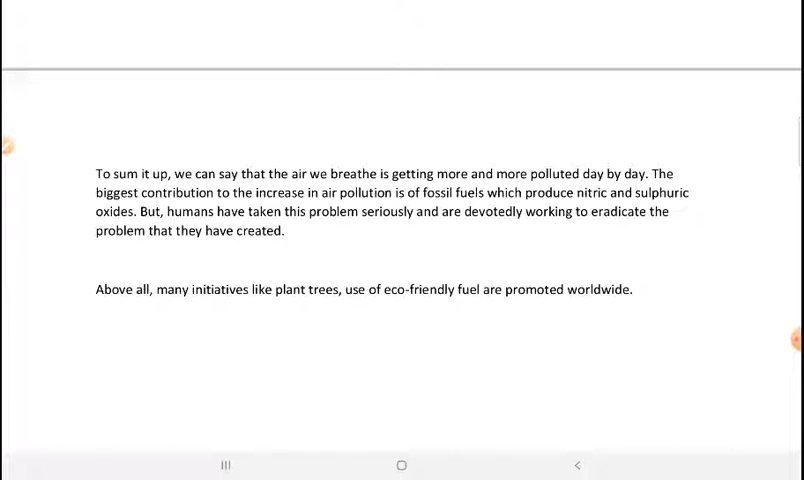 To sum it up, we can say that the air we breathe is getting more and more polluted day by day. The
biggest contribution to the increase in air pollution is of fossil fuels which produce nitric and sulphuric
oxides. But, humans have taken this problem seriously and are devotedly working to eradicate the
problem that they have created.
Above all, many initiatives like plant trees, use of eco-friendly fuel are promoted worldwide.